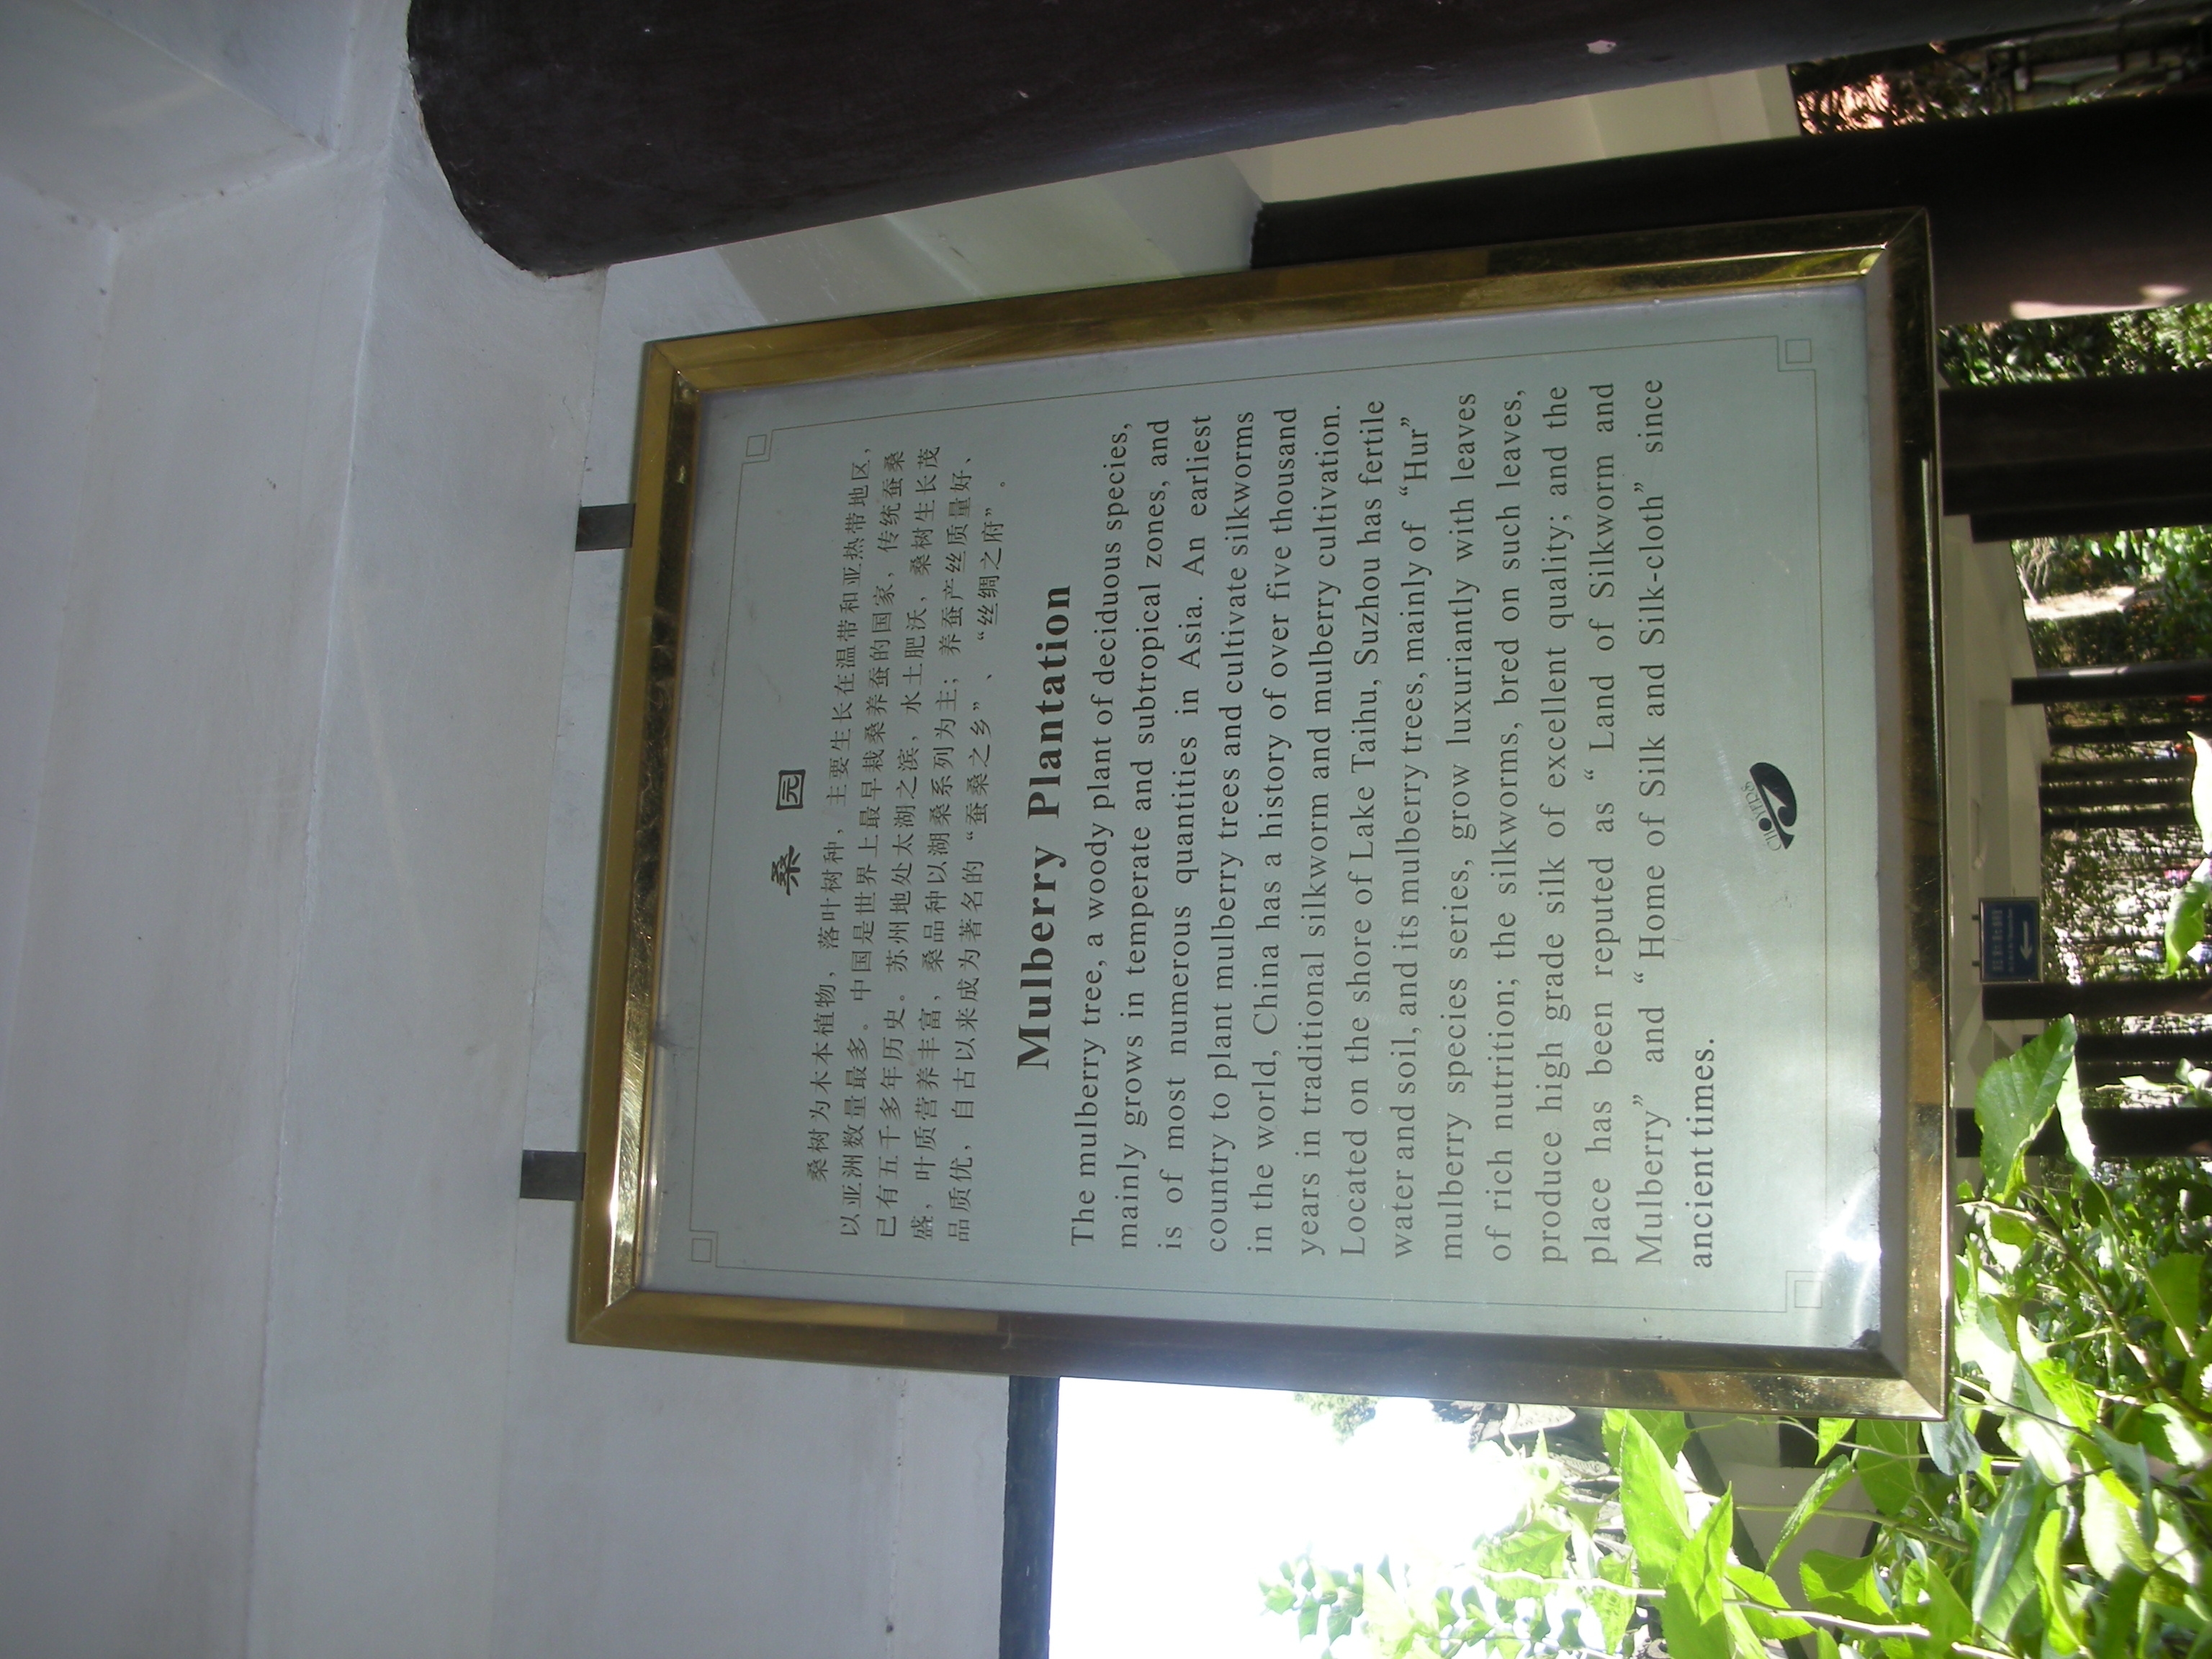 桑 园
桑树为木本植物，落叶树种，主要生长在温带和亚热带地区，
以亚洲数量最多。中国是世界上最早栽桑养蚕的国家，传统蚕桑
已有五千多年历史。苏州地处太湖之滨，水土肥沃，桑树生长茂
盛，叶质营养丰富，桑品种以湖桑系列为主；养蚕产丝质量好、
品质优，自古以来成为著名的“蚕桑之乡”、“丝绸之府”。
Mulberry Plantation
The mulberry tree, a woody plant of deciduous species,
mainly grows in temperate and subtropical zones, and
is of most numerous quantities in Asia. An earliest
country to plant mulberry trees and cultivate silkworms
in the world, China has a history of over five thousand
years in traditional silkworm and mulberry cultivation.
Located on the shore of Lake Taihu, Suzhou has fertile
water and soil, and its mulberry trees, mainly of “Hur”
mulberry species series, grow luxuriantly with leaves
of rich nutrition; the silkworms, bred on such leaves,
produce high grade silk of excellent quality; and the
place has been reputed as “Land of Silkworm and
Mulberry” and “Home of Silk and Silk-cloth” since
ancient times.